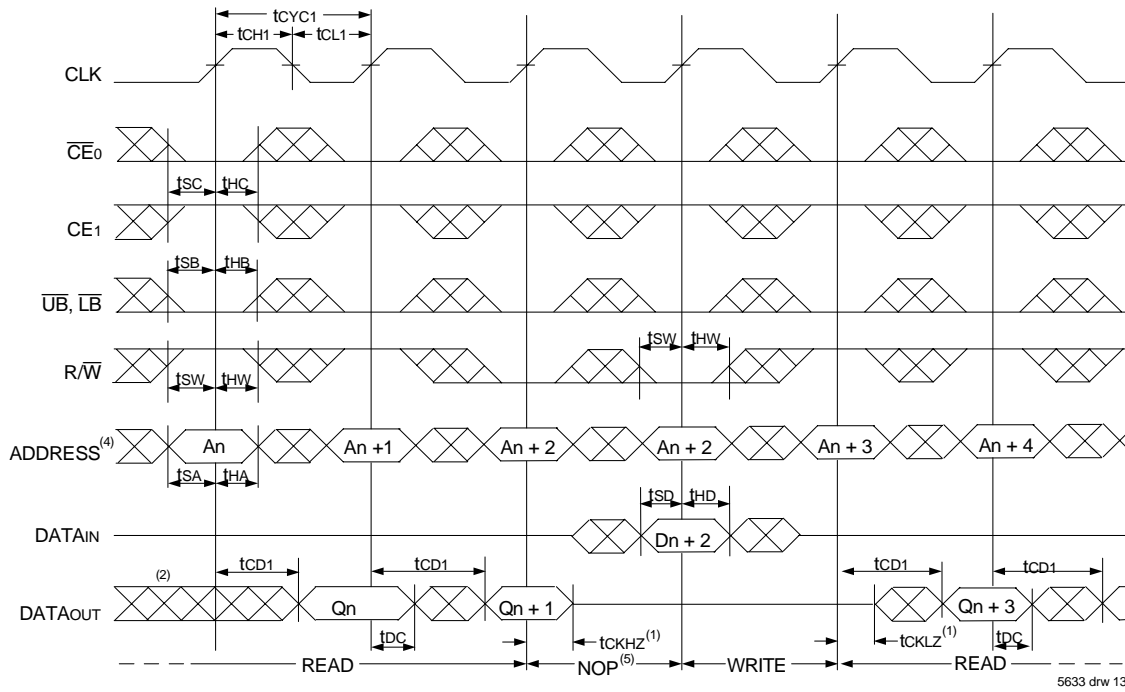 tCYC1
tCH1 tCL1
CLK
CE0
tSC tHC
CE1
tSB tHB
UB, LB
tSW tHW
R/W
tSW tHW
ADDRESS(4) An An +1 An + 2 An + 2 An + 3 An + 4
tSA tHA
tSD tHD
DATAIN Dn + 2
(2) tCD1 tCD1 tCD1 tCD1
DATAOUT Qn Qn + 1 Qn + 3
tDC tCKHZ(1) tCKLZ(1) tDC
READ NOP(5) WRITE READ
5633 drw 13